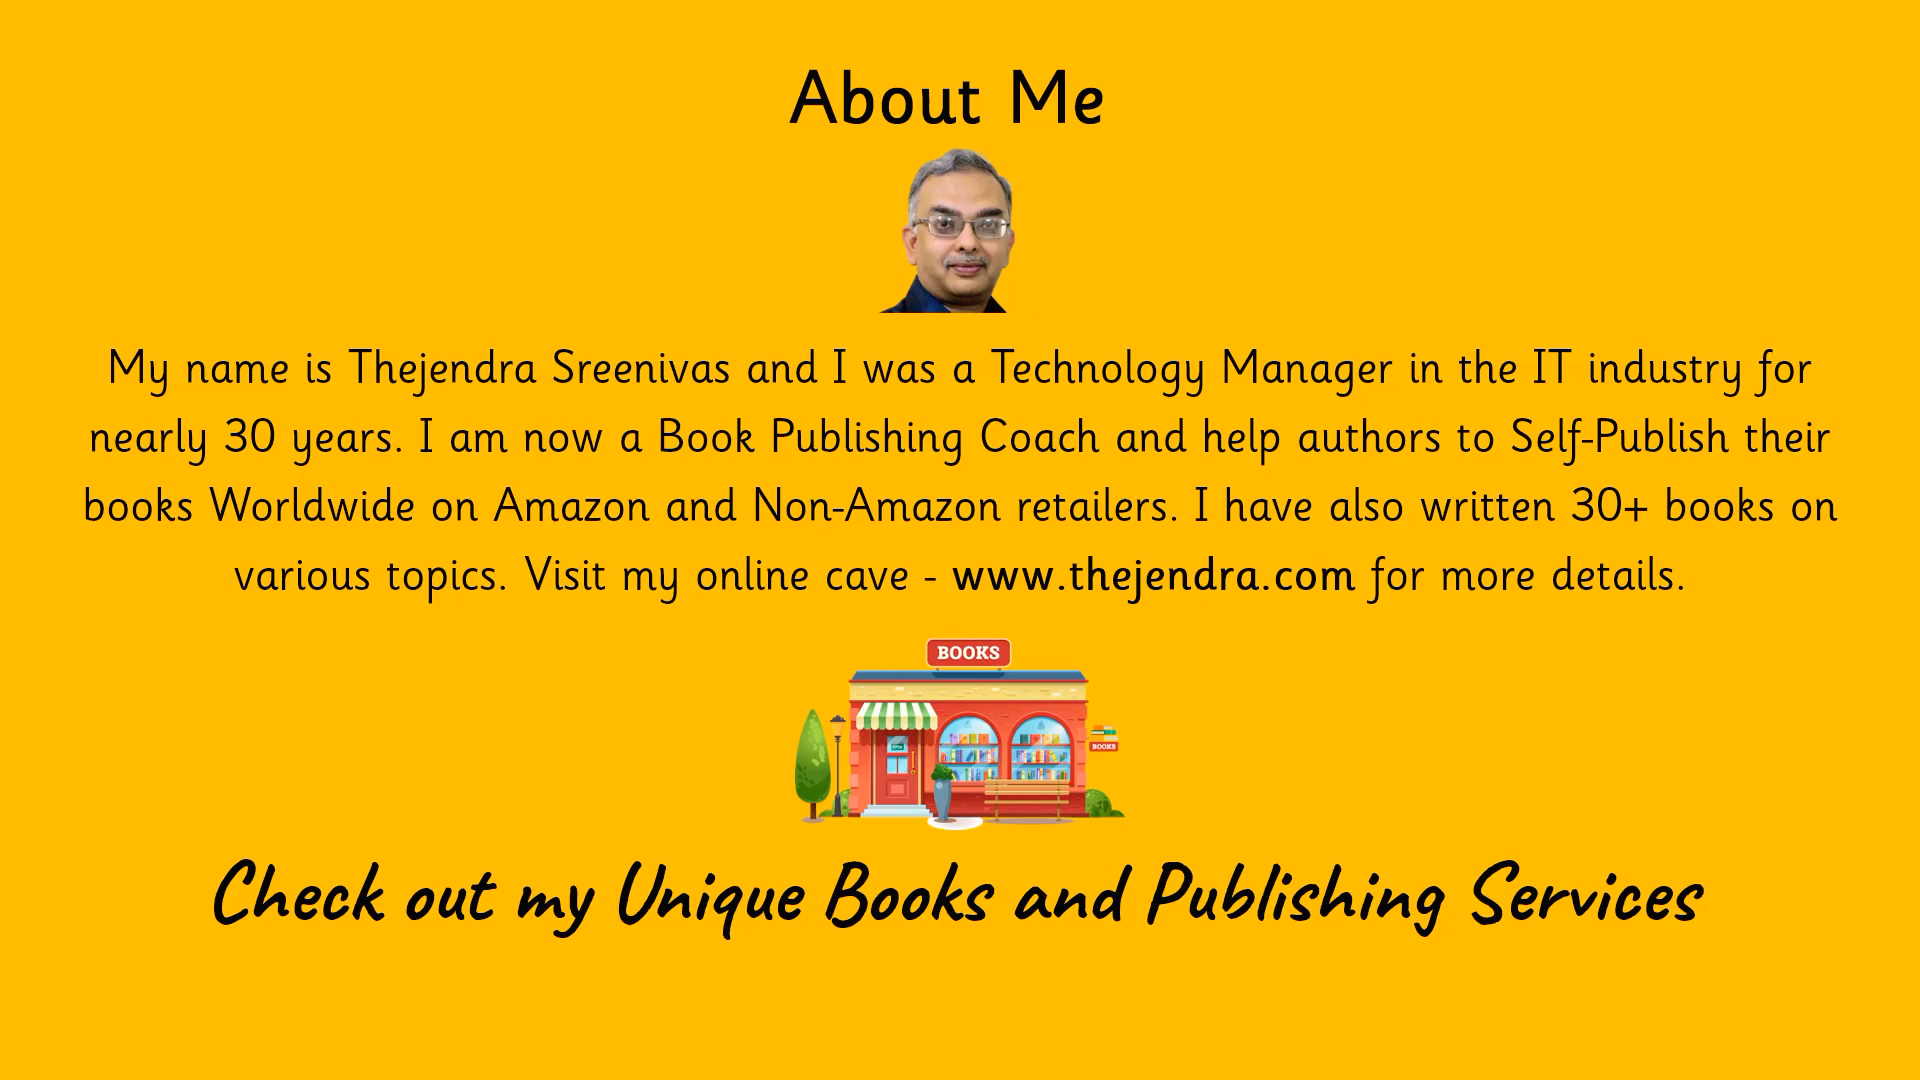 About Me
My name is Thejendra Sreenivas and I was a Technology Manager in the IT industry for
nearly 30 years. I am now a Book Publishing Coach and help authors to Self-Publish their
books Worldwide on Amazon and Non-Amazon retailers. I have also written 30+ books on
various topics. Visit my online cave - www.thejendra.com for more details.
BOOKS
OPEN
BOOKS
Check out my Unique Books and Publishing Services